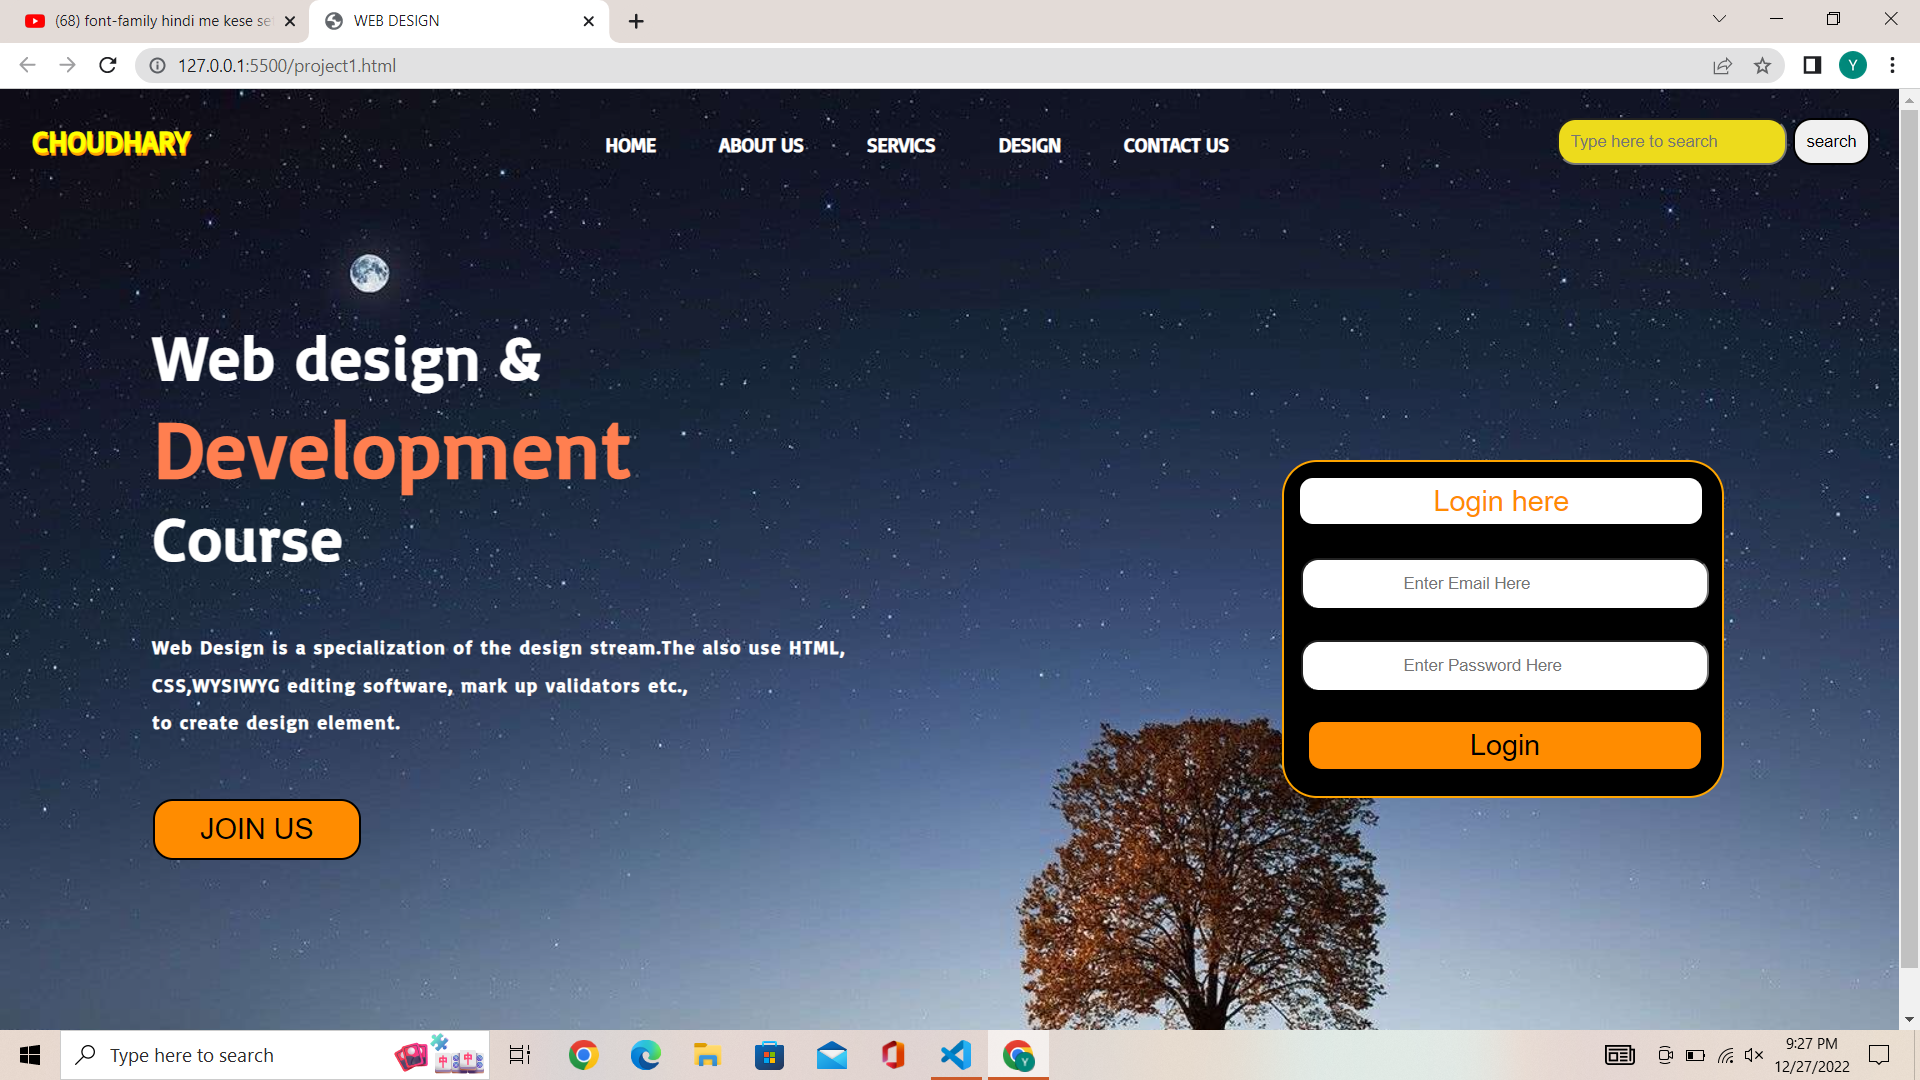 (68) font-family hindi me kese se
WEB DESIGN
127.0.0.1:5500/project1.html
Y
CHOUDHARY
HOME
ABOUT US
SERVICS
DESIGN
CONTACT US
Type here to search
search
Web design &
Development
Course
Web Design is a specialization of the design stream.The also use HTML,
CSS,WYSIWYG editing software, mark up validators etc.,
to create design element.
JOIN US
Login here
Enter Email Here
Enter Password Here
Login
Type here to search
中
中
Y
9:27 PM
12/27/2022